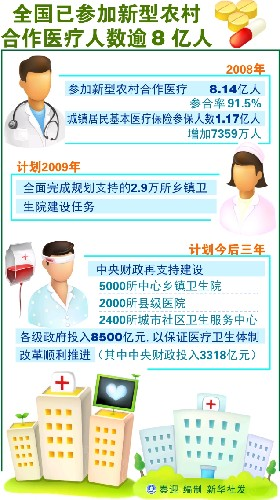 全国已参加新型农村
合作医疗人数逾 8 亿人
2008年
参加新型农村合作医疗 8.14亿人
参合率 91.5%
城镇居民基本医疗保险参保人数1.17亿人
增加7359万人
计划2009年
全面完成规划支持的2.9万所乡镇卫
生院建设任务
计划今后三年
中央财政再支持建设
5000所中心乡镇卫生院
2000所县级医院
2400所城市社区卫生服务中心
各级政府投入8500亿元，以保证医疗卫生体制
改革顺利推进（其中中央财政投入3318亿元）
编制 新华社发